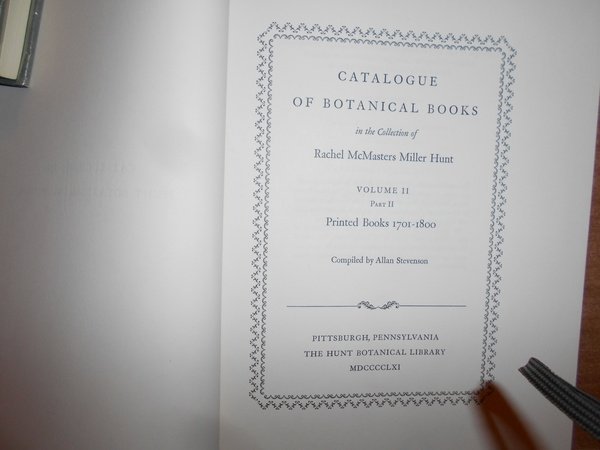 CATALOGUE
OF BOTANICAL BOOKS
in the Collection of
Rachel McMasters Miller Hunt
VOLUME II
PART II
Printed Books 1701-1800
Compiled by Allan Stevenson
PITTSBURGH, PENNSYLVANIA
THE HUNT BOTANICAL LIBRARY
MDCCCCLXI